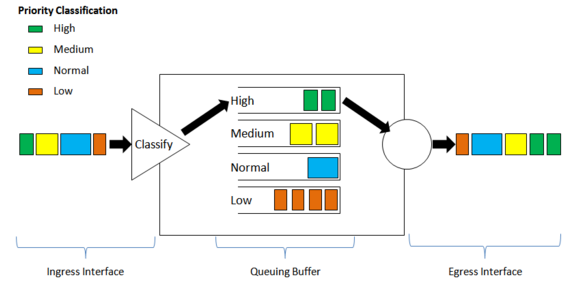 Priority Classification
High
Medium
Normal
Low
Classify
High
Medium
Normal
Low
Ingress Interface
Queuing Buffer
Egress Interface